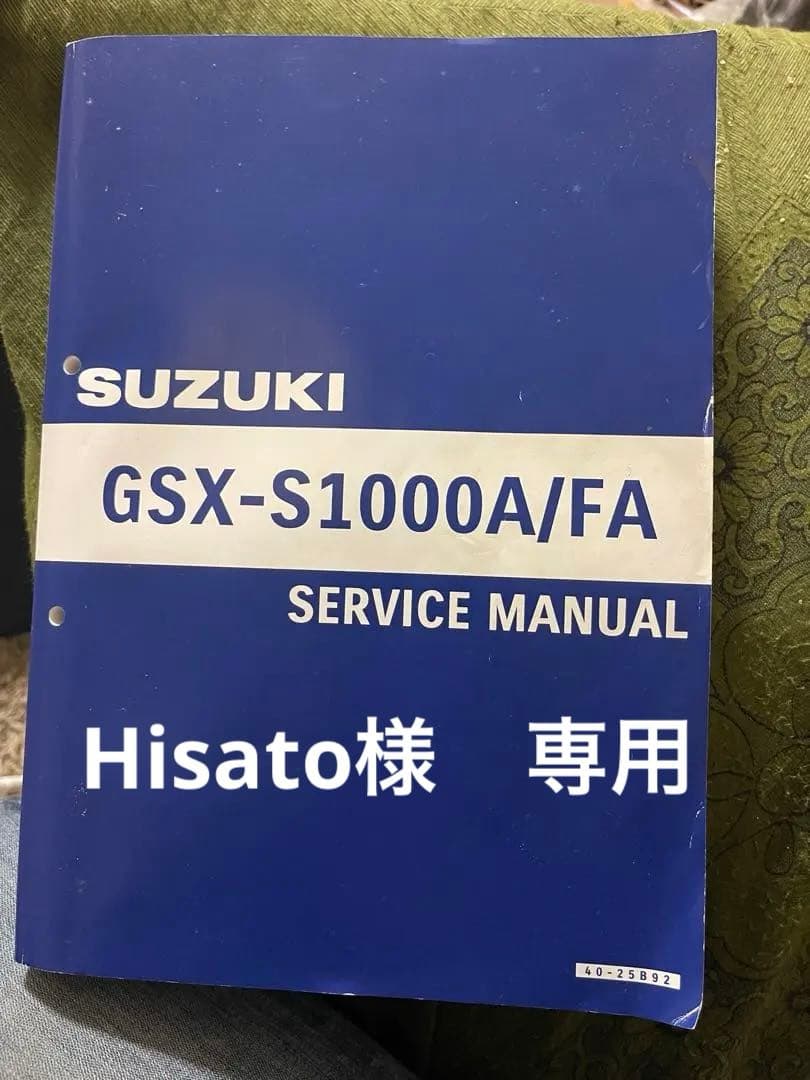 SUZUKI
GSX-S1000A/FA
SERVICE MANUAL
Hisato様　専用
40-25B92